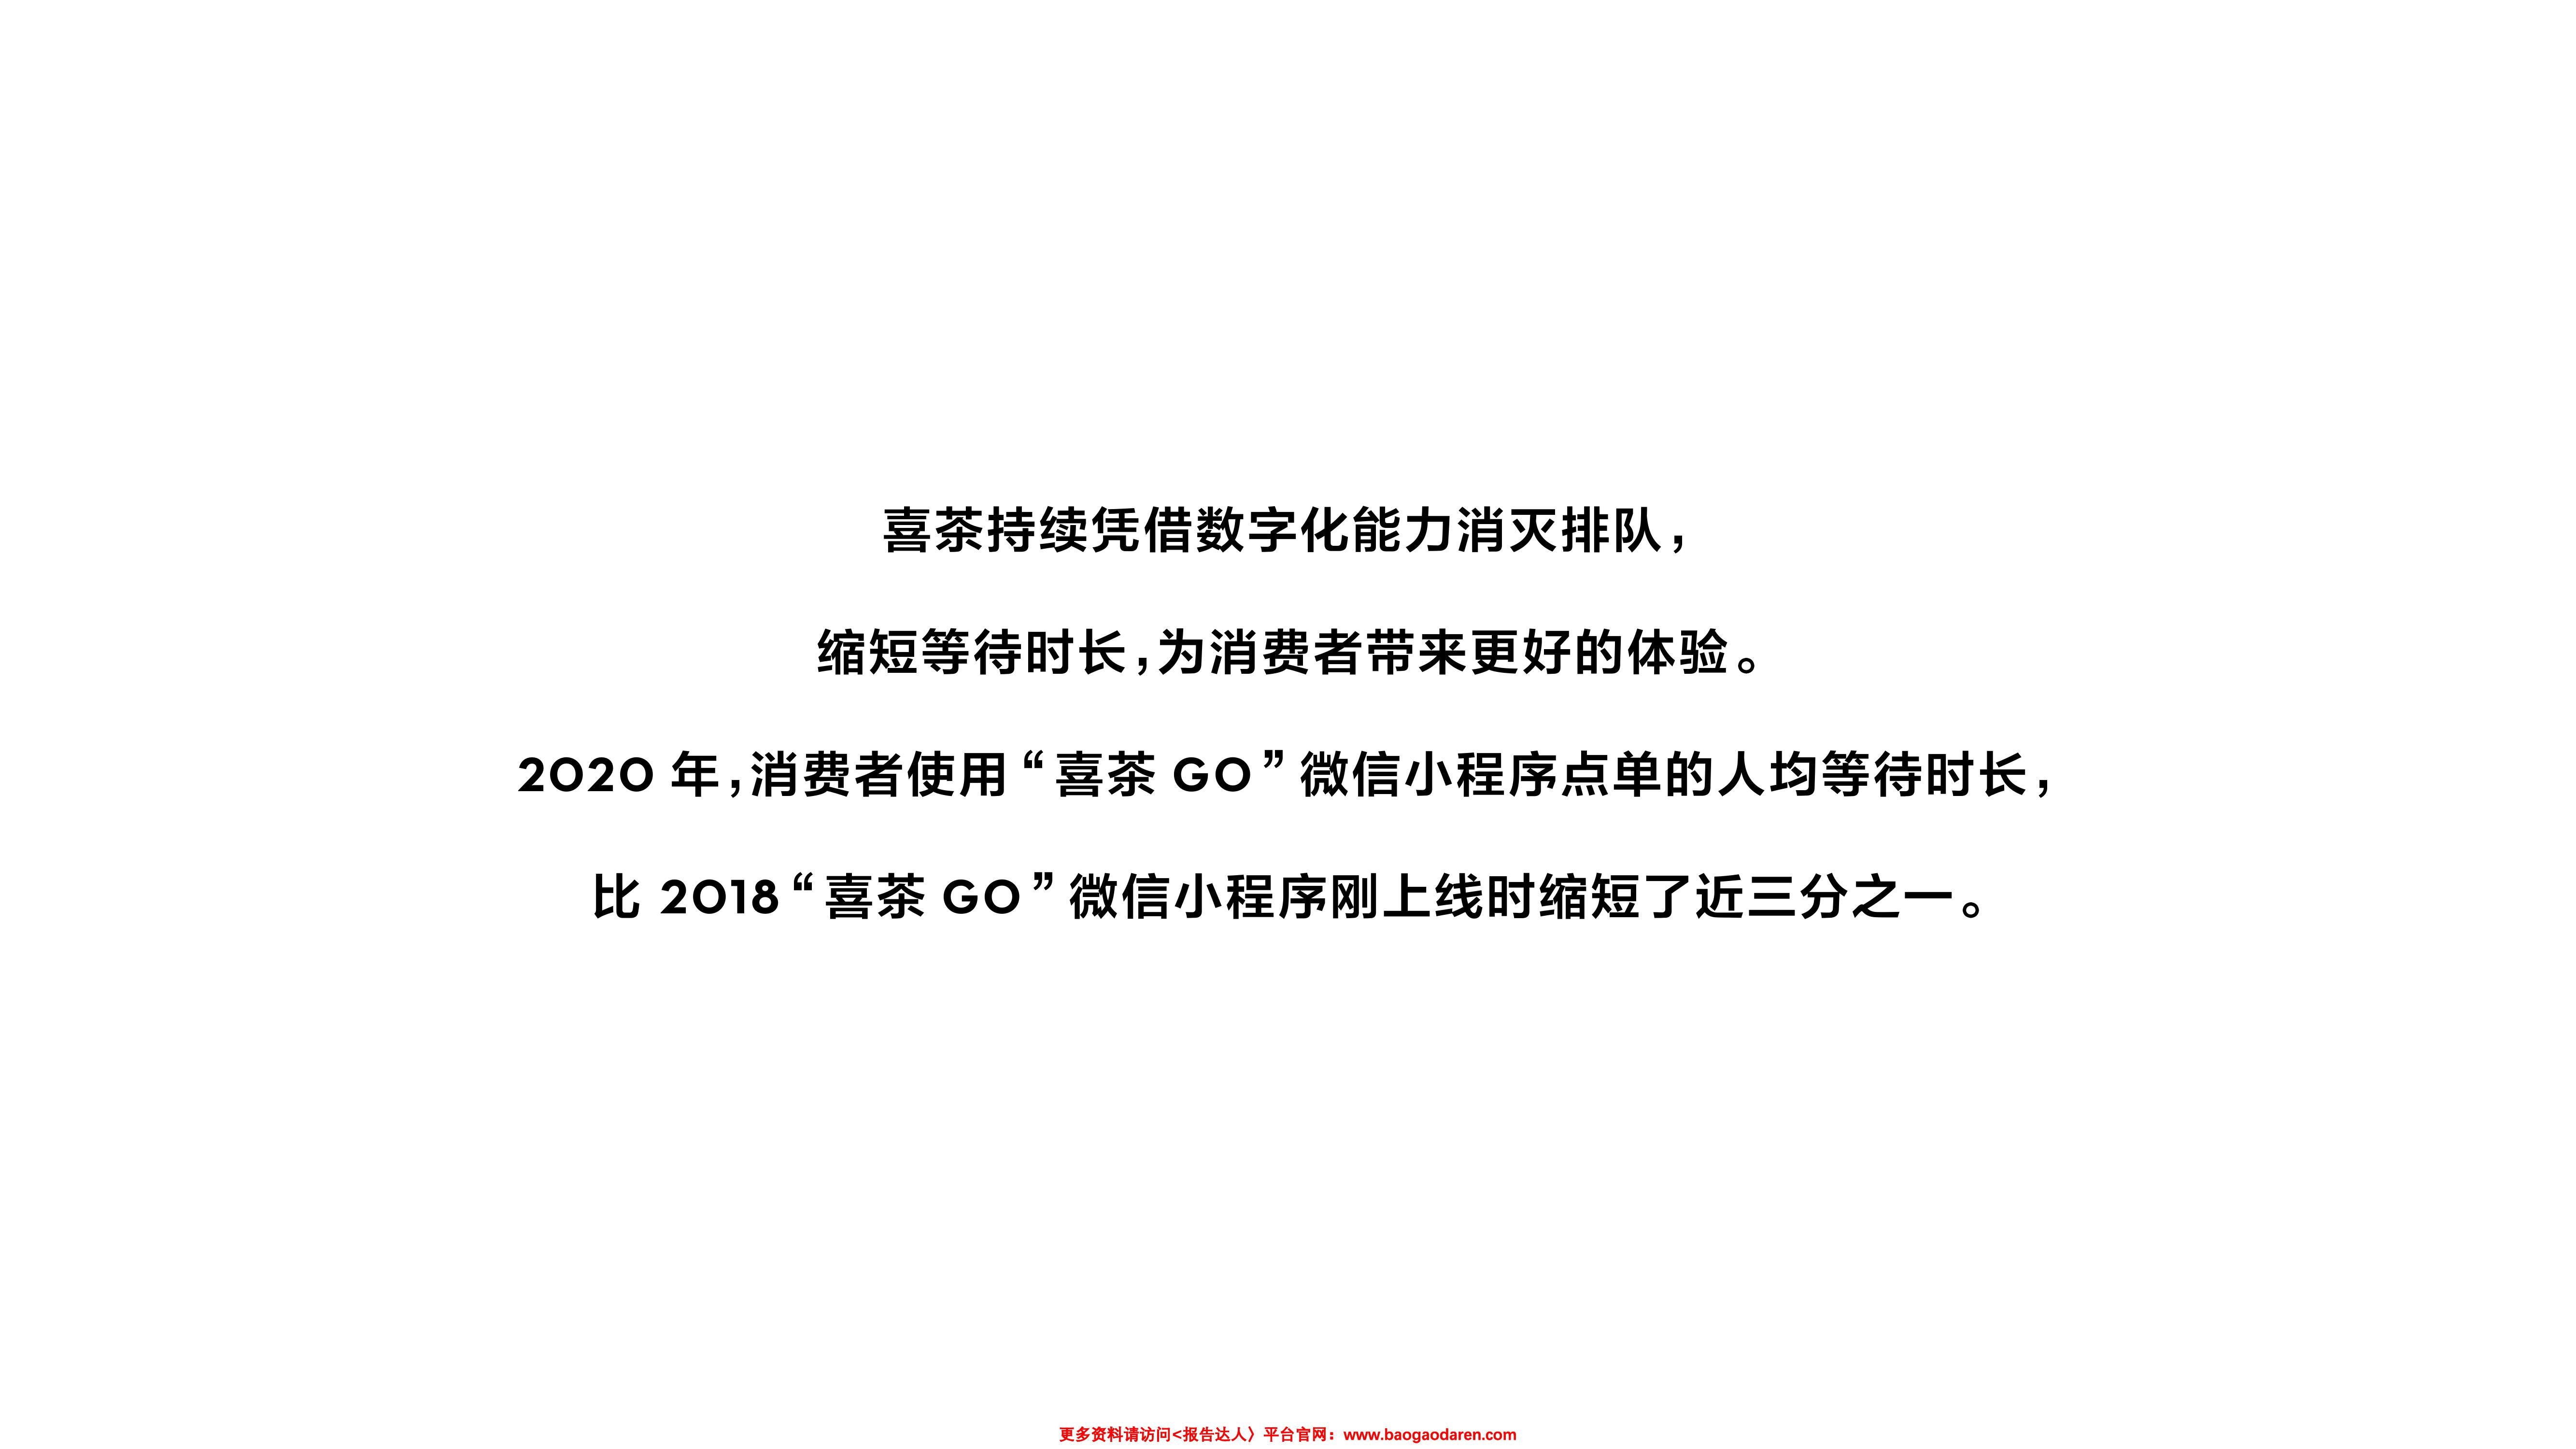 喜茶持续凭借数字化能力消灭排队，
缩短等待时长，为消费者带来更好的体验。
2020 年，消费者使用“喜茶 GO”微信小程序点单的人均等待时长，
比 2018“喜茶 GO”微信小程序刚上线时缩短了近三分之一。
更多资料请访问<报告达人〉平台官网：www.baogaodaren.com